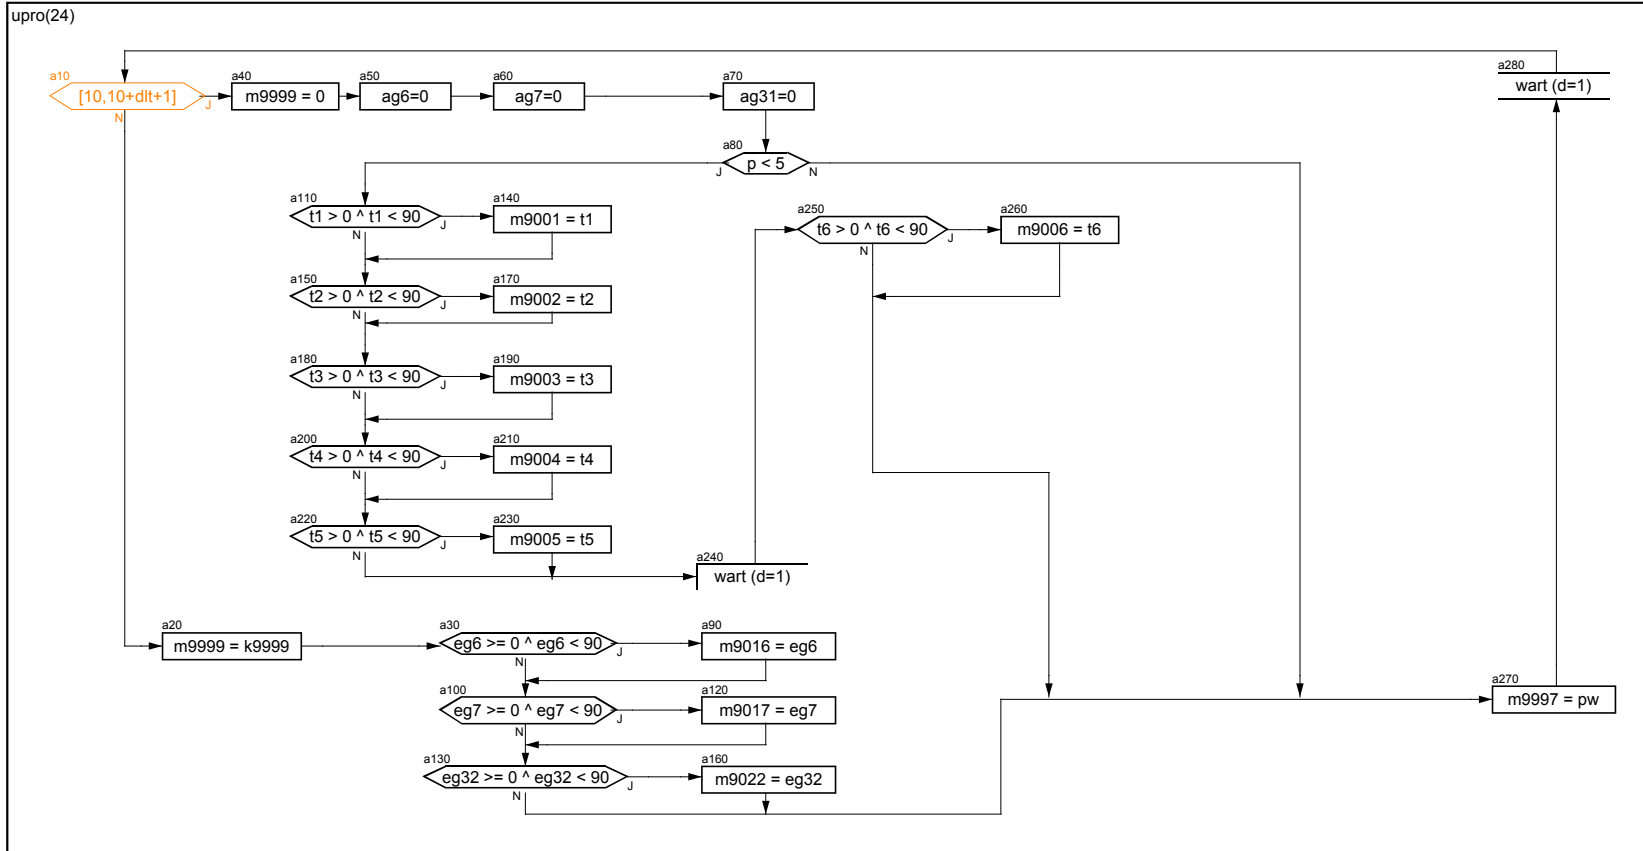 upro(24)
a10
[10,10+dlt+1]
J
N
a40
m9999 = 0
a50
ag6=0
a60
ag7=0
a70
ag31=0
a280
wart (d=1)
a80
p < 5
J
N
a110
t1 > 0 ^ t1 < 90
J
N
a140
m9001 = t1
a250
t6 > 0 ^ t6 < 90
J
N
a260
m9006 = t6
a150
t2 > 0 ^ t2 < 90
J
N
a170
m9002 = t2
a180
t3 > 0 ^ t3 < 90
J
N
a190
m9003 = t3
a200
t4 > 0 ^ t4 < 90
J
N
a210
m9004 = t4
a220
t5 > 0 ^ t5 < 90
J
N
a230
m9005 = t5
a240
wart (d=1)
a20
m9999 = k9999
a30
eg6 >= 0 ^ eg6 < 90
J
N
a90
m9016 = eg6
a100
eg7 >= 0 ^ eg7 < 90
J
N
a120
m9017 = eg7
a270
m9997 = pw
a130
eg32 >= 0 ^ eg32 < 90
J
N
a160
m9022 = eg32